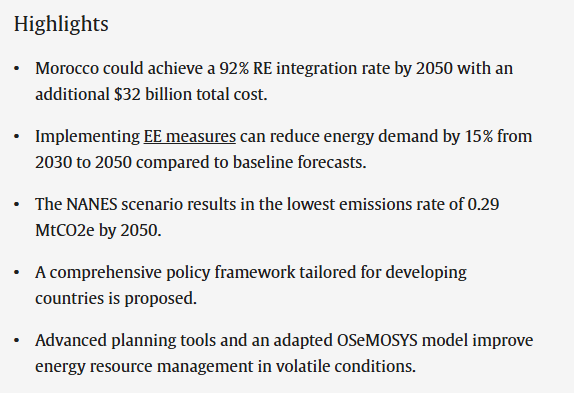 Highlights
• Morocco could achieve a 92% RE integration rate by 2050 with an
additional $32 billion total cost.
• Implementing EE measures can reduce energy demand by 15% from
2030 to 2050 compared to baseline forecasts.
• The NANES scenario results in the lowest emissions rate of 0.29
MtCO2e by 2050.
• A comprehensive policy framework tailored for developing
countries is proposed.
• Advanced planning tools and an adapted OSeMOSYS model improve
energy resource management in volatile conditions.